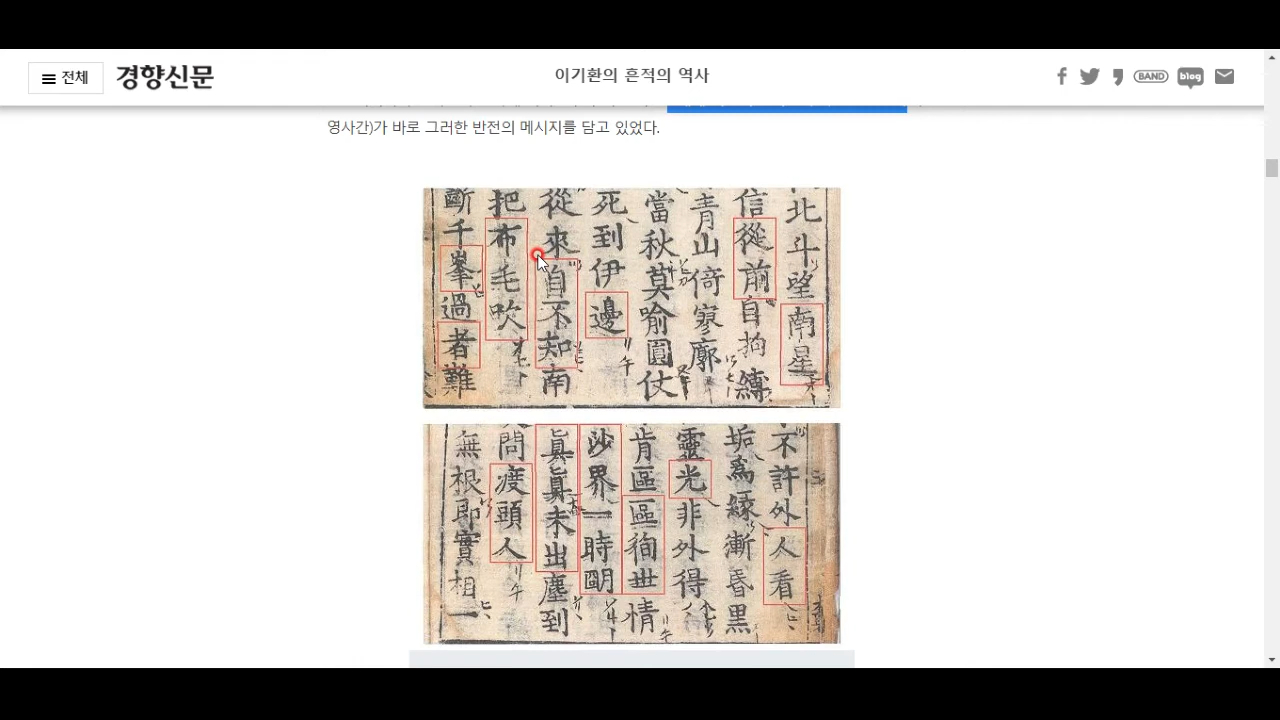 전체
경향신문
이기환의 흔적의 역사
BAND
blog
영사간)가 바로 그러한 반전의 메시지를 담고 있었다.
北斗望南星
信從前自拍縛
青山倚寥廓
當秋莫喻圓仗
死到伊邊
從來自不知南
把布毛吹
斷千峯過者難
不許外人看
垢爲緣漸昏黑
靈光非外得
肯區區徇世情
沙界一時明
眞眞未出塵到
問疲頭人
無根即實相一